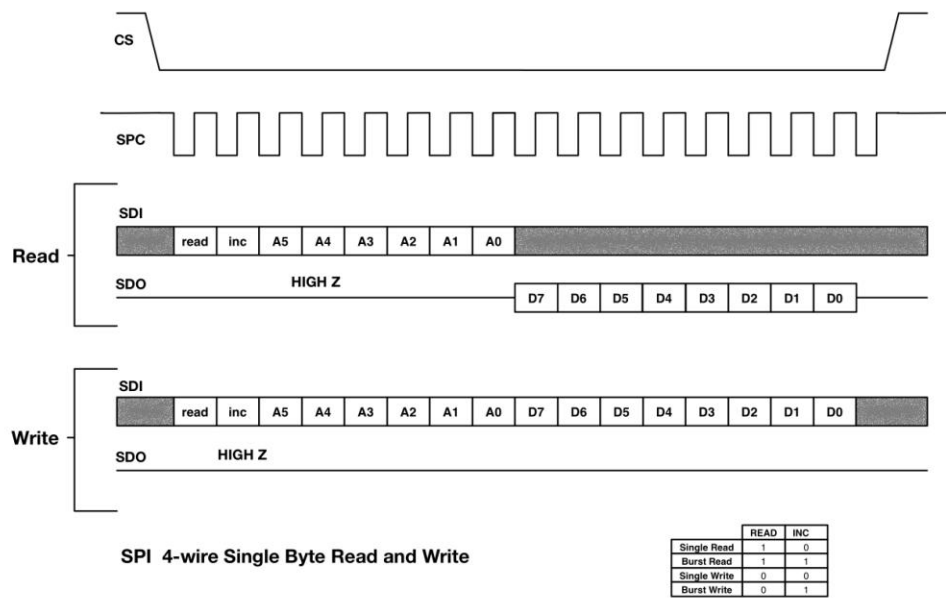 CS
SPC
SDI
read inc A5 A4 A3 A2 A1 A0
Read
SDO HIGH Z
D7 D6 D5 D4 D3 D2 D1 D0
SDI
read inc A5 A4 A3 A2 A1 A0 D7 D6 D5 D4 D3 D2 D1 D0
Write
SDO HIGH Z
SPI 4-wire Single Byte Read and Write
READ INC
Single Read 1 0
Burst Read 1 1
Single Write 0 0
Burst Write 0 1